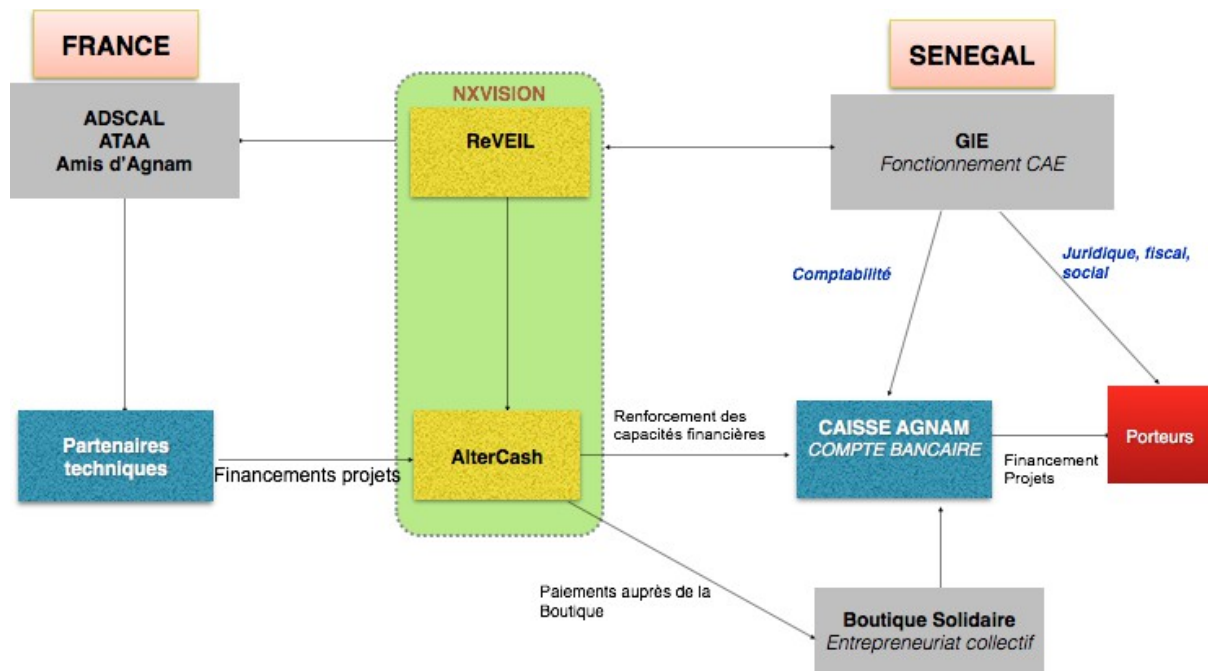 FRANCE
SENEGAL
NXVISION
ADSCAL
ATAA
Amis d'Agnam
ReVEIL
GIE
Fonctionnement CAE
Comptabilité
Juridique, fiscal,
social
Partenaires
techniques
Financements projets
AlterCash
Renforcement des
capacités financières
CAISSE AGNAM
COMPTE BANCAIRE
Financement
Projets
Porteurs
Paiements auprès de la
Boutique
Boutique Solidaire
Entrepreneuriat collectif